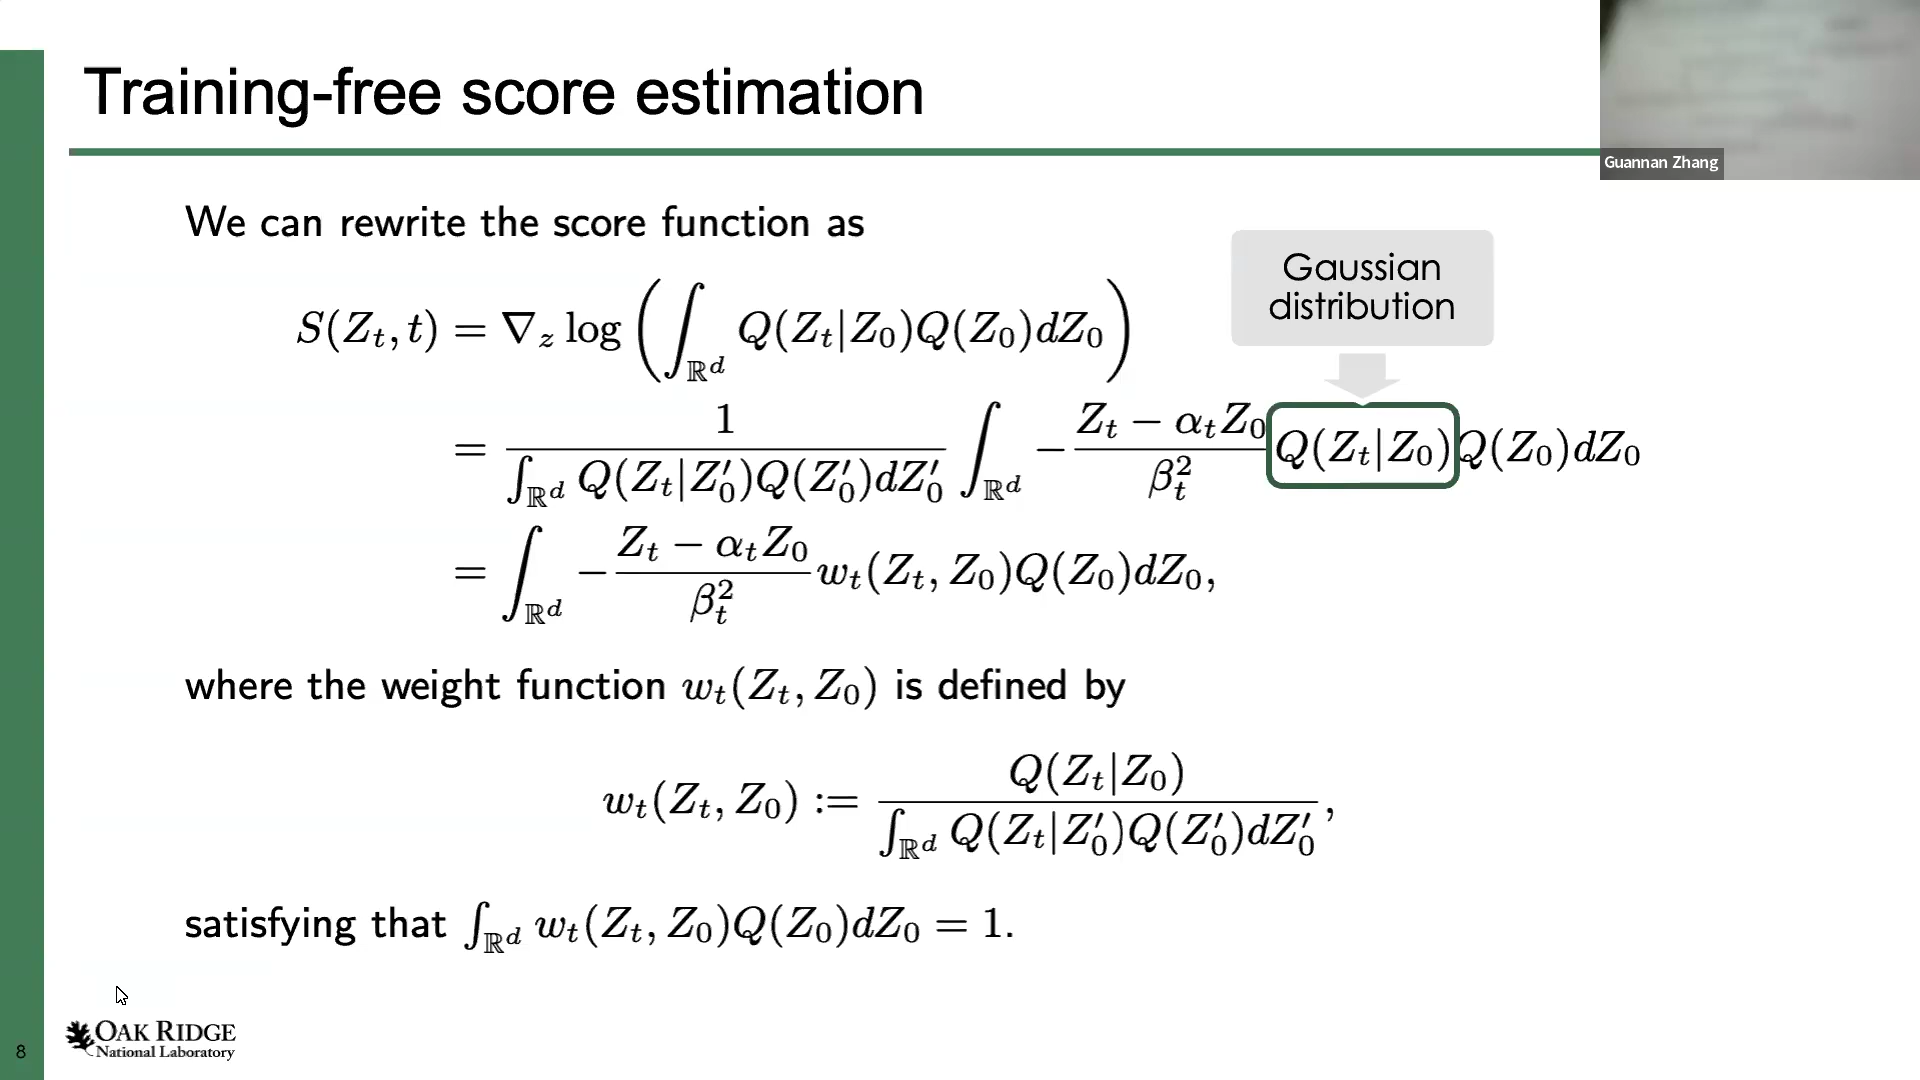 Training-free score estimation
Guannan Zhang
We can rewrite the score function as
Gaussian
distribution
S(Z_t, t) = ∇_z log ( ∫_{ℝ^d} Q(Z_t|Z_0)Q(Z_0)dZ_0 )
= \frac{1}{∫_{ℝ^d} Q(Z_t|Z'_0)Q(Z'_0)dZ'_0} ∫_{ℝ^d} − \frac{Z_t − α_t Z_0}{β_t^2} Q(Z_t|Z_0) Q(Z_0)dZ_0
= ∫_{ℝ^d} − \frac{Z_t − α_t Z_0}{β_t^2} w_t(Z_t, Z_0)Q(Z_0)dZ_0,
where the weight function w_t(Z_t, Z_0) is defined by
w_t(Z_t, Z_0) := \frac{Q(Z_t|Z_0)}{∫_{ℝ^d} Q(Z_t|Z'_0)Q(Z'_0)dZ'_0},
satisfying that ∫_{ℝ^d} w_t(Z_t, Z_0)Q(Z_0)dZ_0 = 1.
OAK RIDGE
National Laboratory
8